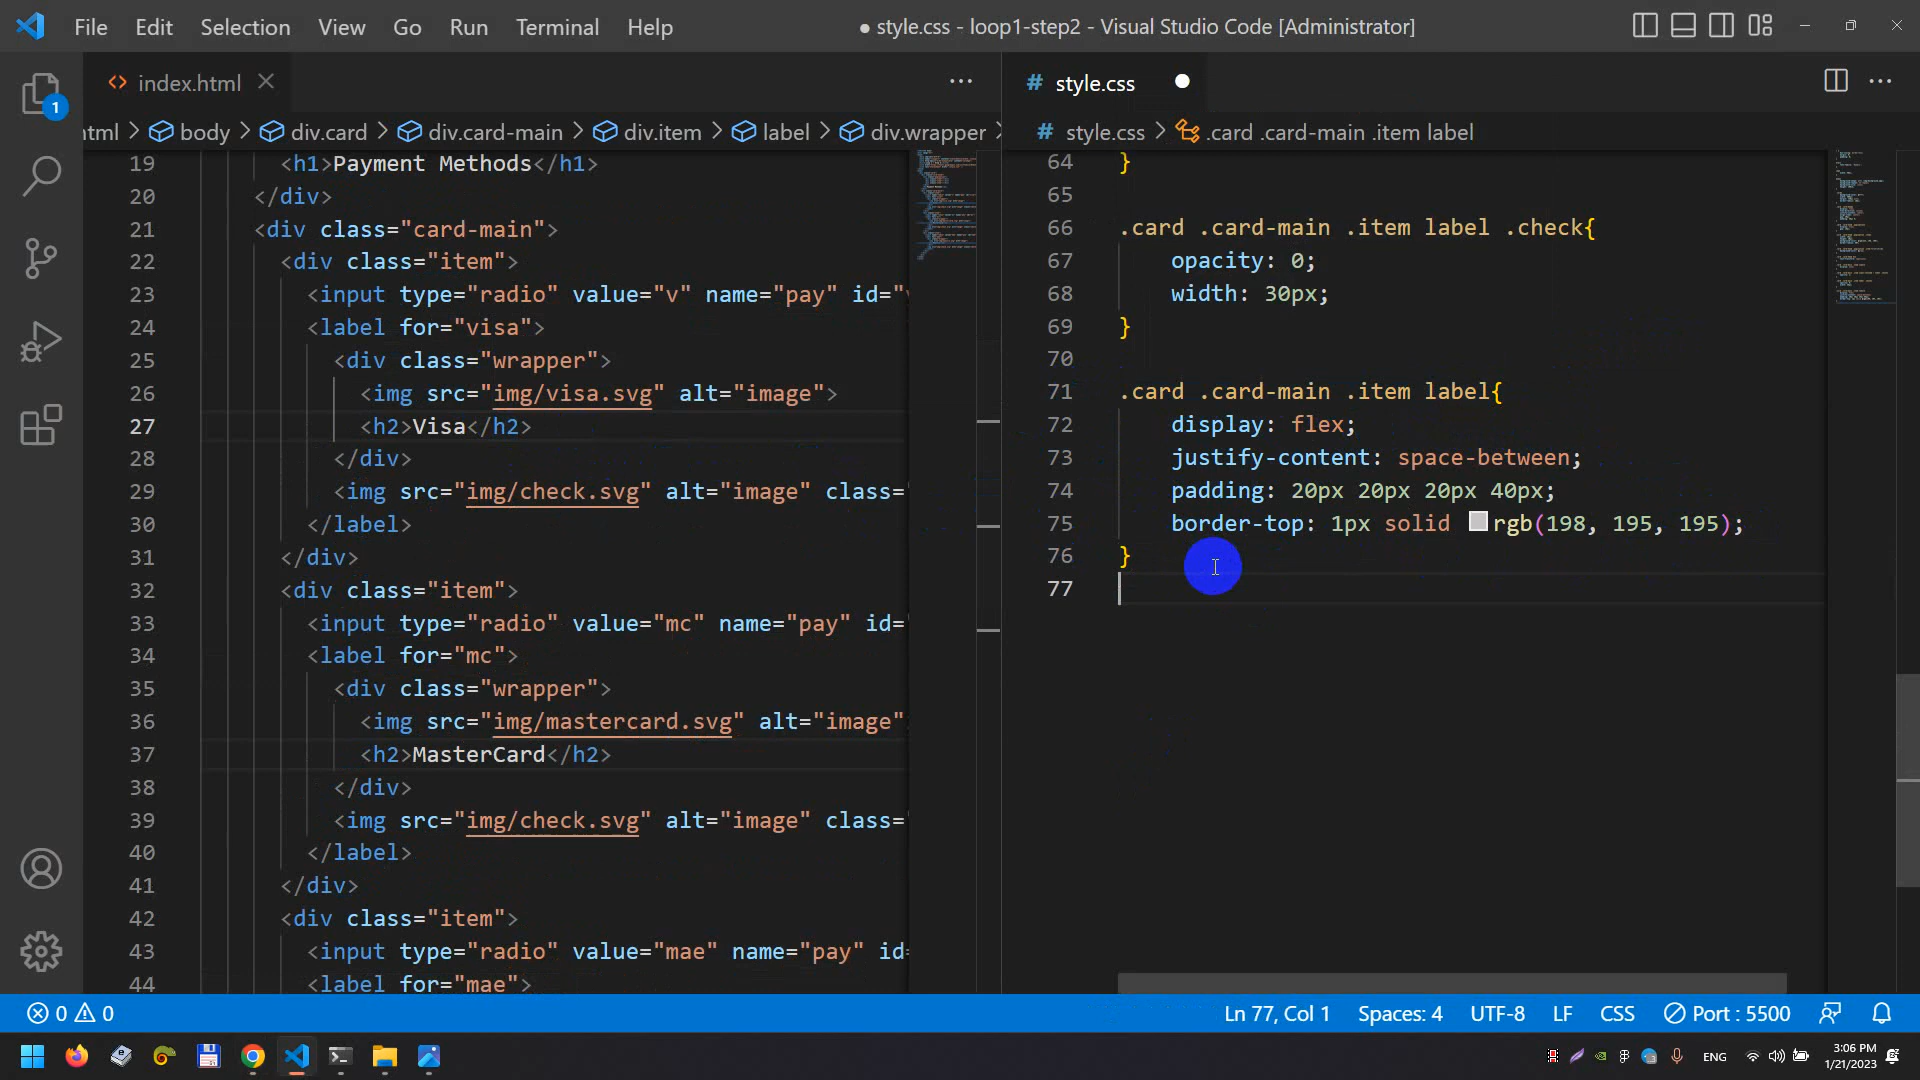 File Edit Selection View Go Run Terminal Help
● style.css - loop1-step2 - Visual Studio Code [Administrator]
1
<> index.html
# style.css
html > body > div.card > div.card-main > div.item > label > div.wrapper >
# style.css > .card .card-main .item label
19 <h1>Payment Methods</h1>
20 </div>
21 <div class="card-main">
22 <div class="item">
23 <input type="radio" value="v" name="pay" id="v
24 <label for="visa">
25 <div class="wrapper">
26 <img src="img/visa.svg" alt="image">
27 <h2>Visa</h2>
28 </div>
29 <img src="img/check.svg" alt="image" class=
30 </label>
31 </div>
32 <div class="item">
33 <input type="radio" value="mc" name="pay" id=
34 <label for="mc">
35 <div class="wrapper">
36 <img src="img/mastercard.svg" alt="image"
37 <h2>MasterCard</h2>
38 </div>
39 <img src="img/check.svg" alt="image" class=
40 </label>
41 </div>
42 <div class="item">
43 <input type="radio" value="mae" name="pay" id=
44 <label for="mae">
64 }
65
66 .card .card-main .item label .check{
67 opacity: 0;
68 width: 30px;
69 }
70
71 .card .card-main .item label{
72 display: flex;
73 justify-content: space-between;
74 padding: 20px 20px 20px 40px;
75 border-top: 1px solid rgb(198, 195, 195);
76 }
77
0 0
Ln 77, Col 1 Spaces: 4 UTF-8 LF CSS Port : 5500
ENG
3:06 PM
1/21/2023